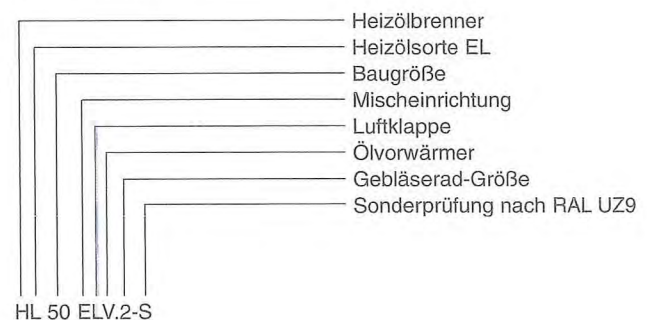 Heizölbrenner
Heizölsorte EL
Baugröße
Mischeinrichtung
Luftklappe
Ölvorwärmer
Gebläserad-Größe
Sonderprüfung nach RAL UZ9
HL 50 ELV.2-S